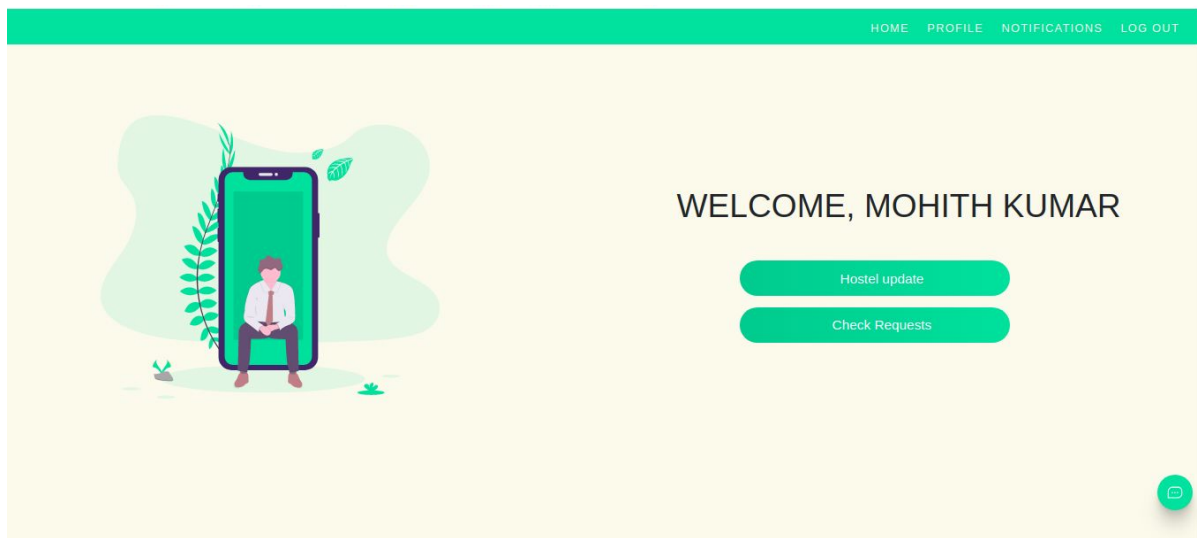 HOME PROFILE NOTIFICATIONS LOG OUT
WELCOME, MOHITH KUMAR
Hostel update
Check Requests